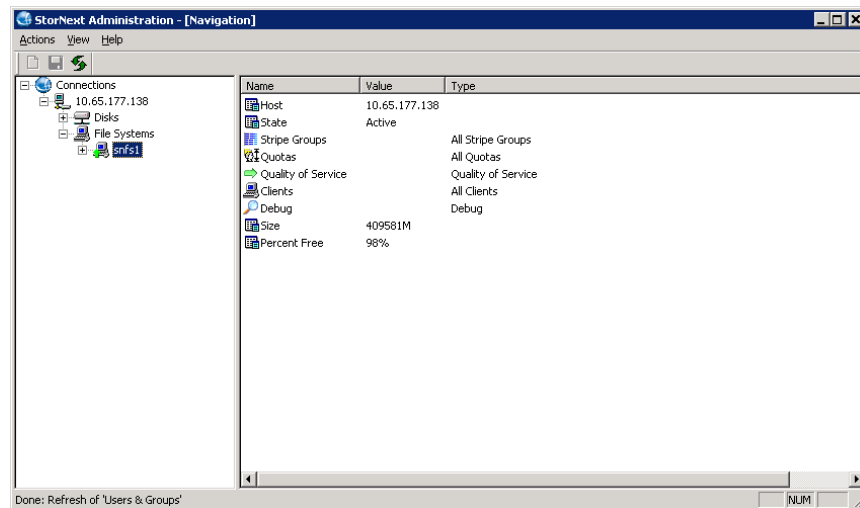 StorNext Administration - [Navigation]
Actions View Help
Connections
10.65.177.138
Disks
File Systems
snfs1
Name Value Type
Host 10.65.177.138
State Active
Stripe Groups All Stripe Groups
Quotas All Quotas
Quality of Service Quality of Service
Clients All Clients
Debug Debug
Size 409581M
Percent Free 98%
Done: Refresh of 'Users & Groups'
NUM